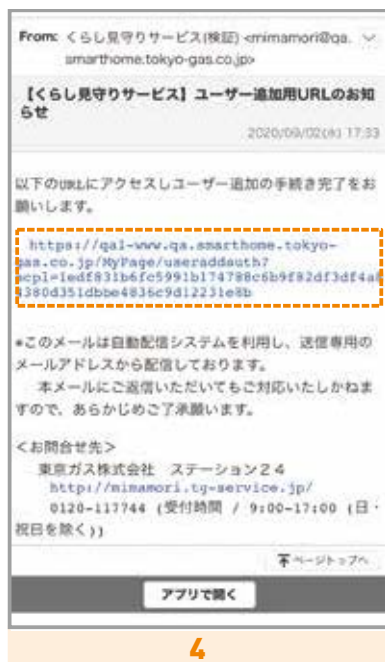 From: くらし見守りサービス(検証) <mimamori@qa.
smarthome.tokyo-gas.co.jp>
【くらし見守りサービス】ユーザー追加用URLのお知
らせ
2020/09/02(水) 17:33
以下のURLにアクセスしユーザー追加の手続き完了をお
願いします。
https://qa1-www.qa.smarthome.tokyo-
gas.co.jp/MyPage/useraddauth?
*このメールは自動配信システムを利用し、送信専用の
メールアドレスから配信しております。
本メールにご返信いただいてもご対応いたしかねま
すので、あらかじめご了承願います。
<お問合せ先>
東京ガス株式会社 ステーション24
http://mimamori.tg-service.jp/
0120-117744 (受付時間 / 9:00-17:00 (日・
祝日を除く))
ページトップへ
アプリで開く
4